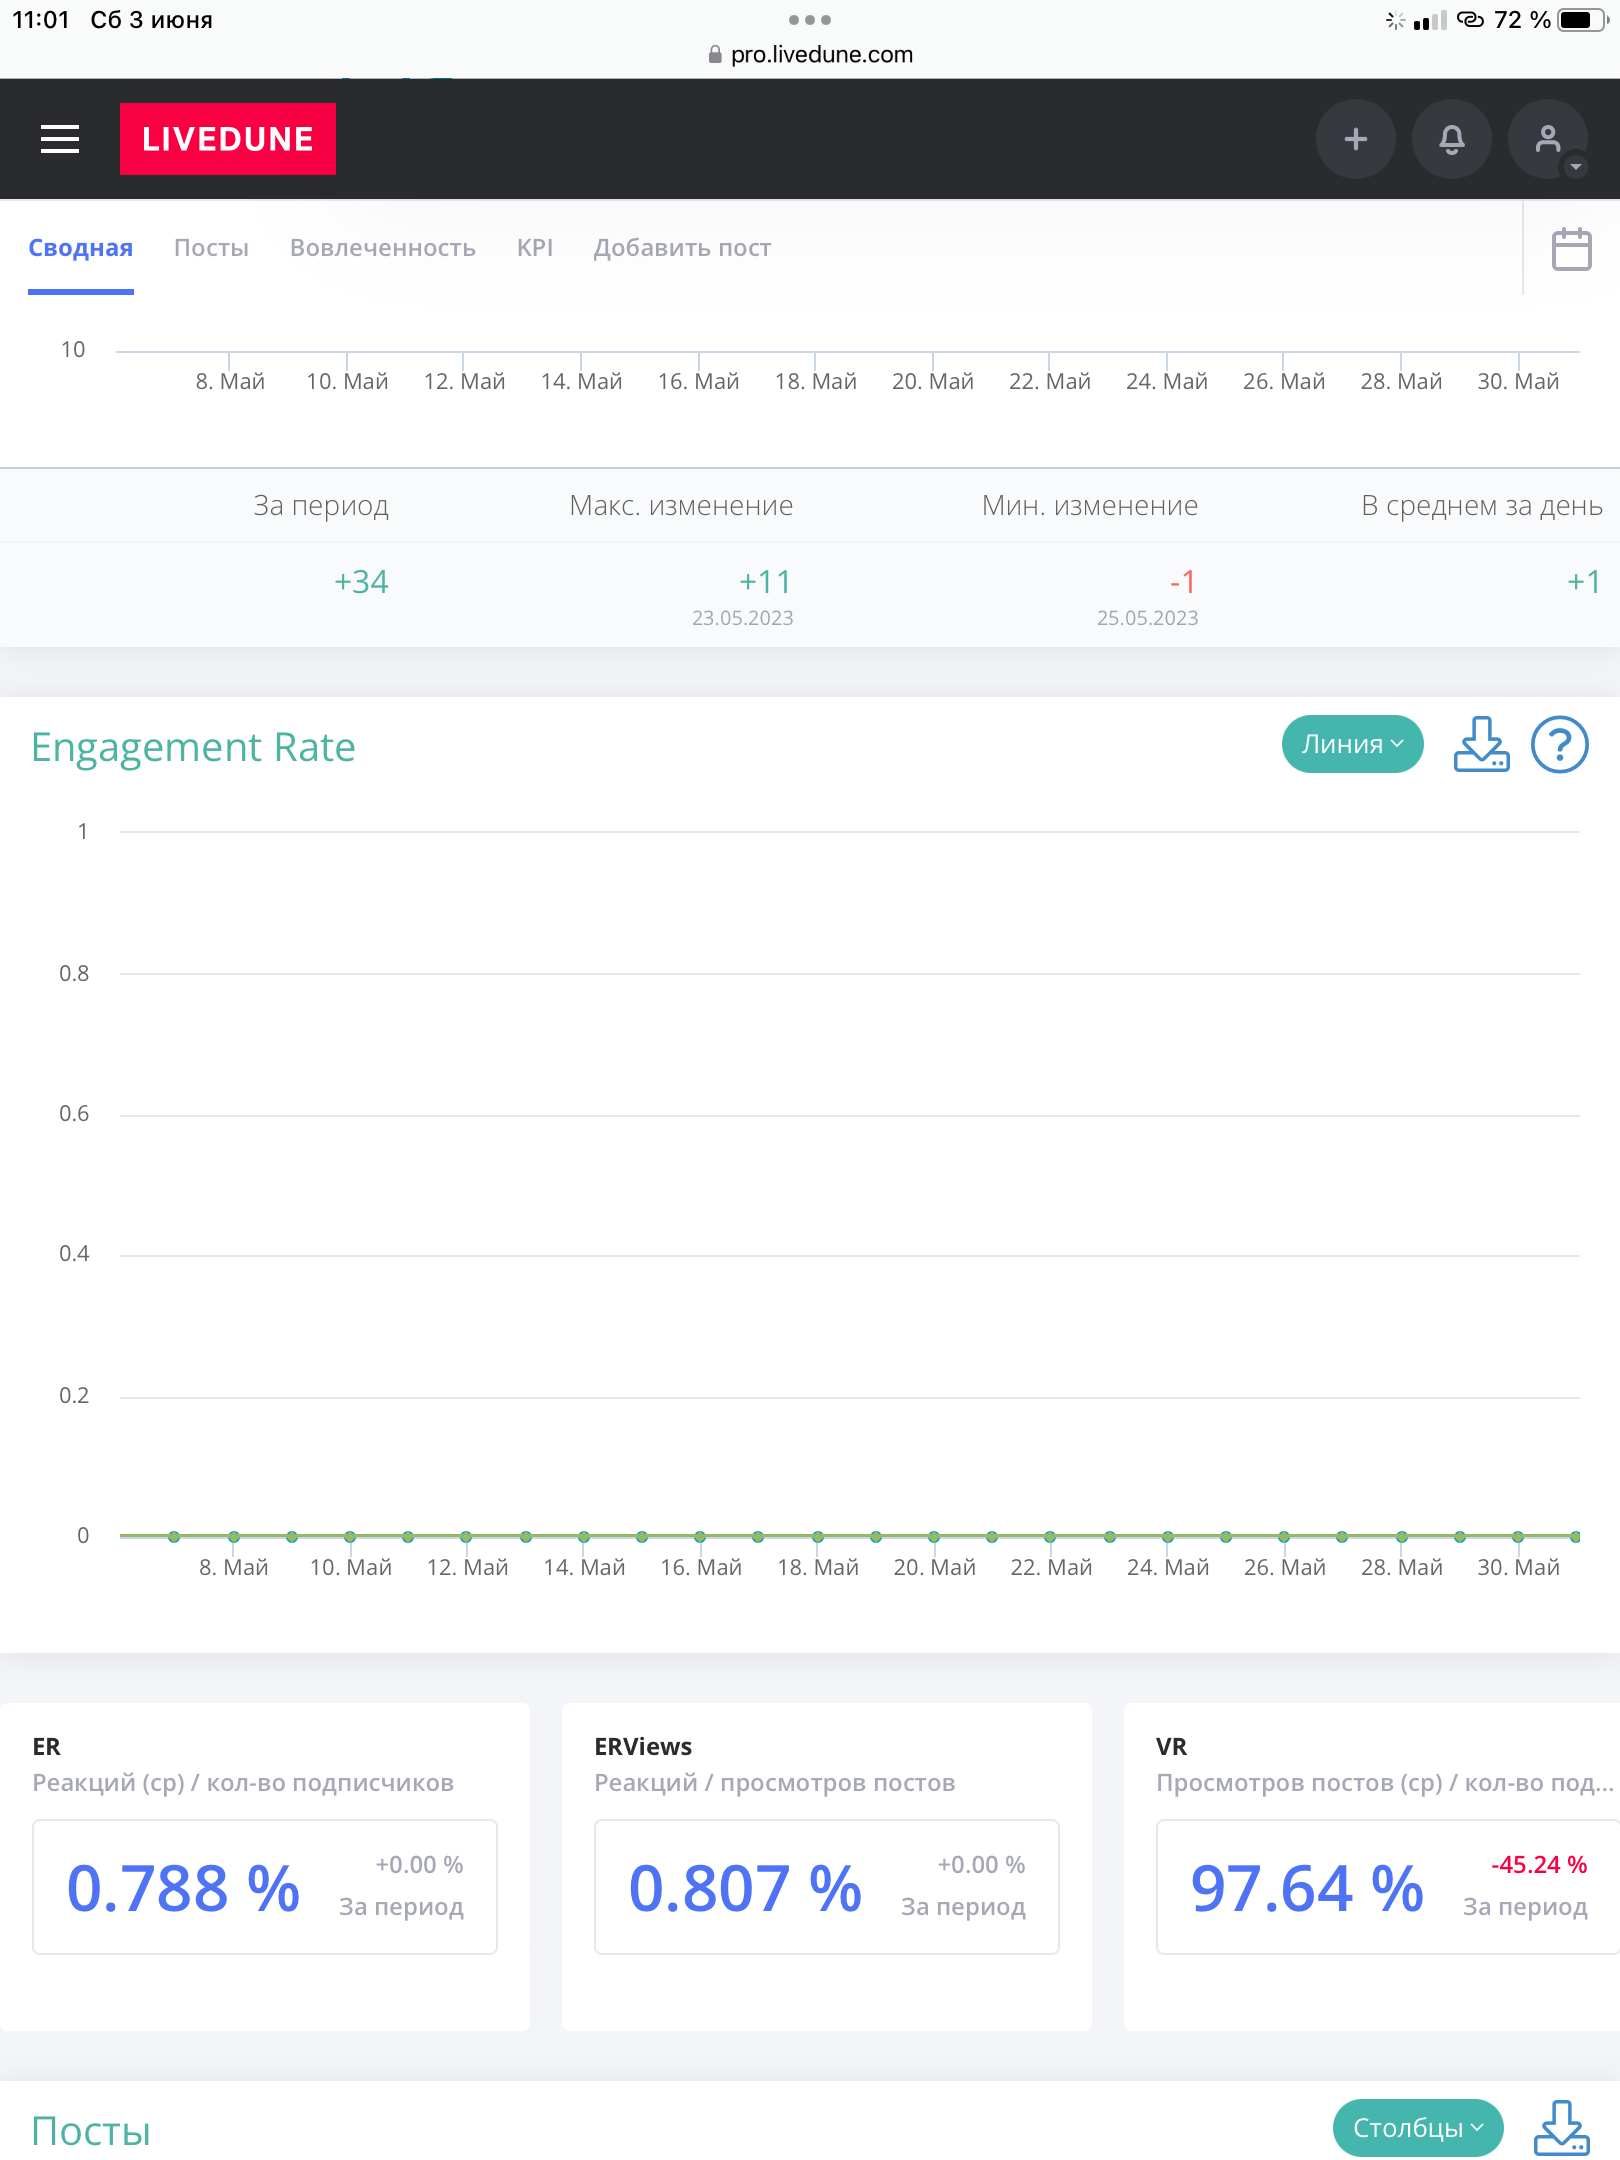 11:01 Сб 3 июня
72 %
pro.livedune.com
LIVEDUNE
Сводная Посты Вовлеченность KPI Добавить пост
10
8. Май 10. Май 12. Май 14. Май 16. Май 18. Май 20. Май 22. Май 24. Май 26. Май 28. Май 30. Май
За период Макс. изменение Мин. изменение В среднем за день
+34 +11 -1 +1
23.05.2023 25.05.2023
Engagement Rate
Линия
1
0.8
0.6
0.4
0.2
0
8. Май 10. Май 12. Май 14. Май 16. Май 18. Май 20. Май 22. Май 24. Май 26. Май 28. Май 30. Май
ER
Реакций (ср) / кол-во подписчиков
0.788 %
+0.00 %
За период
ERViews
Реакций / просмотров постов
0.807 %
+0.00 %
За период
VR
Просмотров постов (ср) / кол-во под...
97.64 %
-45.24 %
За период
Посты
Столбцы